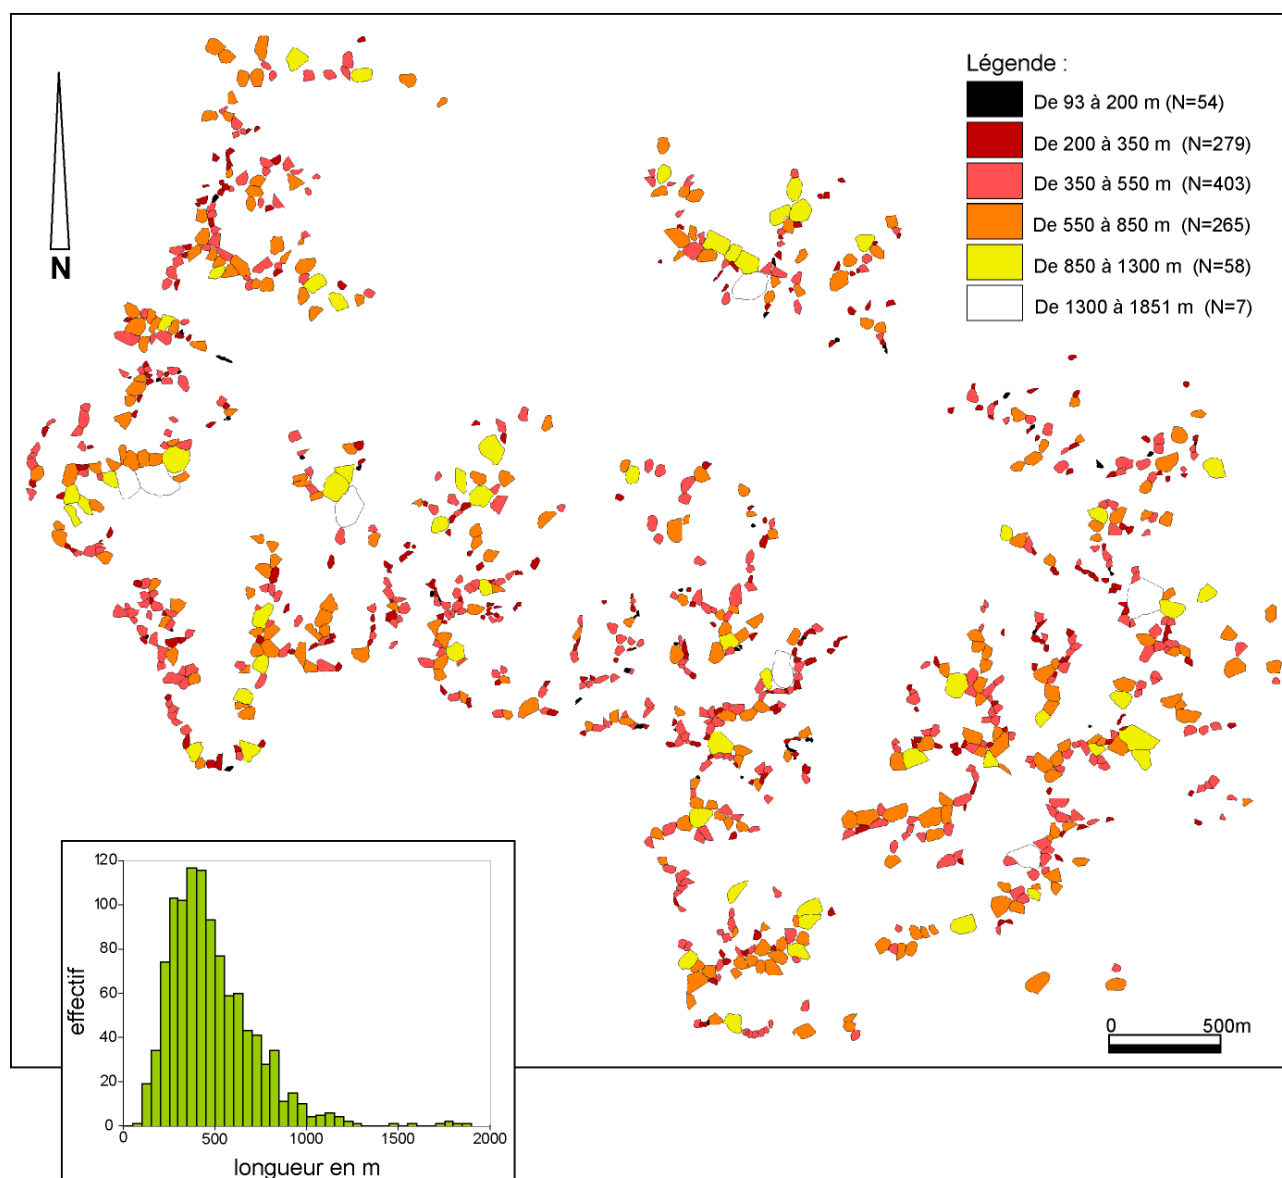 N
Légende :
De 93 à 200 m (N=54)
De 200 à 350 m (N=279)
De 350 à 550 m (N=403)
De 550 à 850 m (N=265)
De 850 à 1300 m (N=58)
De 1300 à 1851 m (N=7)
0 500m
120
100
80
60
40
20
0
effectif
0 500 1000 1500 2000
longueur en m